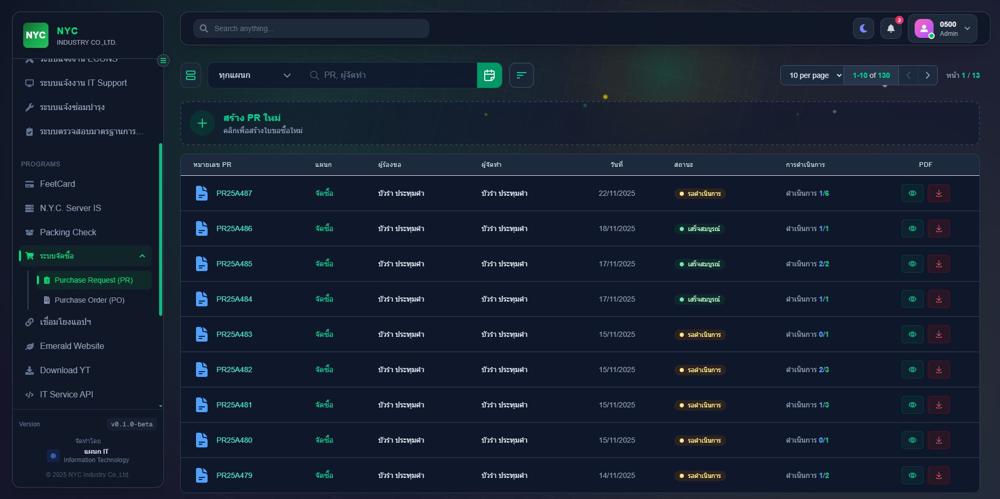 NYC
NYC
INDUSTRY CO.,LTD.
Search anything...
2
0500
Admin
ระบบแจ้งงาน ECONS
ระบบแจ้งงาน IT Support
ระบบแจ้งซ่อมบำรุง
ระบบตรวจสอบมาตรฐานการ...
PROGRAMS
FeetCard
N.Y.C. Server IS
Packing Check
ระบบจัดซื้อ
Purchase Request (PR)
Purchase Order (PO)
เชื่อมโยงแอปฯ
Emerald Website
Download YT
IT Service API
Version v0.1.0-beta
จัดทำโดย
แผนก IT
Information Technology
© 2025 NYC Industry Co.,Ltd.
ทุกแผนก PR, ผู้จัดทำ 10 per page 1-10 of 130 หน้า 1 / 13
สร้าง PR ใหม่
คลิกเพื่อสร้างใบขอซื้อใหม่
หมายเลข PR แผนก ผู้ร้องขอ ผู้จัดทำ วันที่ สถานะ การดำเนินการ PDF
PR25A487 จัดซื้อ บัวรำ ประทุมคำ บัวรำ ประทุมคำ 22/11/2025 รอดำเนินการ ดำเนินการ 1/6
PR25A486 จัดซื้อ บัวรำ ประทุมคำ บัวรำ ประทุมคำ 18/11/2025 เสร็จสมบูรณ์ ดำเนินการ 1/1
PR25A485 จัดซื้อ บัวรำ ประทุมคำ บัวรำ ประทุมคำ 17/11/2025 เสร็จสมบูรณ์ ดำเนินการ 2/2
PR25A484 จัดซื้อ บัวรำ ประทุมคำ บัวรำ ประทุมคำ 17/11/2025 เสร็จสมบูรณ์ ดำเนินการ 1/1
PR25A483 จัดซื้อ บัวรำ ประทุมคำ บัวรำ ประทุมคำ 15/11/2025 รอดำเนินการ ดำเนินการ 0/1
PR25A482 จัดซื้อ บัวรำ ประทุมคำ บัวรำ ประทุมคำ 15/11/2025 รอดำเนินการ ดำเนินการ 2/3
PR25A481 จัดซื้อ บัวรำ ประทุมคำ บัวรำ ประทุมคำ 15/11/2025 รอดำเนินการ ดำเนินการ 1/3
PR25A480 จัดซื้อ บัวรำ ประทุมคำ บัวรำ ประทุมคำ 15/11/2025 รอดำเนินการ ดำเนินการ 0/1
PR25A479 จัดซื้อ บัวรำ ประทุมคำ บัวรำ ประทุมคำ 14/11/2025 รอดำเนินการ ดำเนินการ 1/2